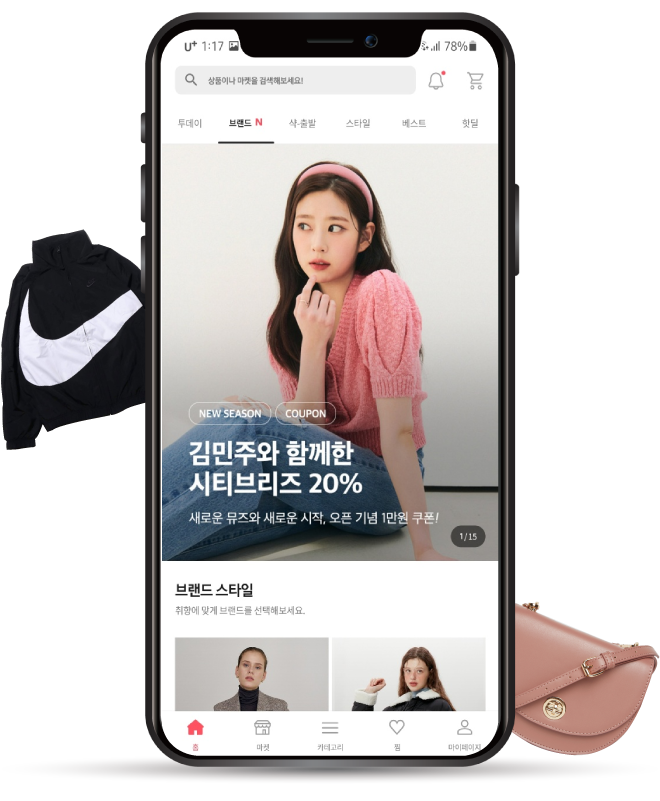 U+ 1:17
78%
상품이나 마켓을 검색해보세요!
투데이 브랜드 N 샥-출발 스타일 베스트 핫딜
NEW SEASON COUPON
김민주와 함께한
시티브리즈 20%
새로운 뮤즈와 새로운 시작, 오픈 기념 1만원 쿠폰!
1/15
브랜드 스타일
취향에 맞게 브랜드를 선택해보세요.
홈 마켓 카테고리 찜 마이페이지